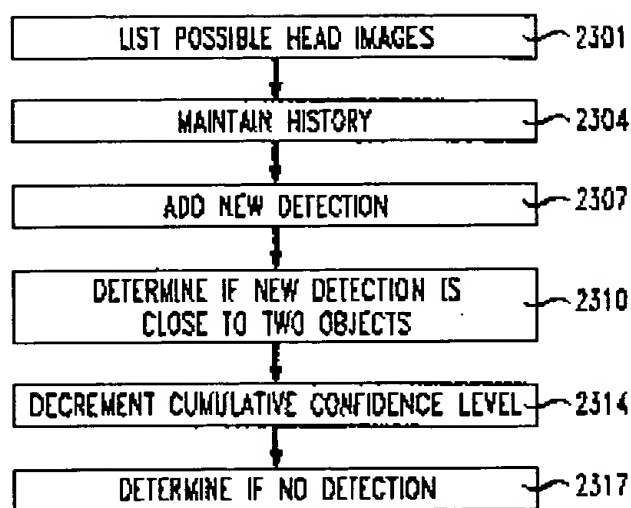 LIST POSSIBLE HEAD IMAGES 2301
MAINTAIN HISTORY 2304
ADD NEW DETECTION 2307
DETERMINE IF NEW DETECTION IS
CLOSE TO TWO OBJECTS 2310
DECREMENT CUMULATIVE CONFIDENCE LEVEL 2314
DETERMINE IF NO DETECTION 2317